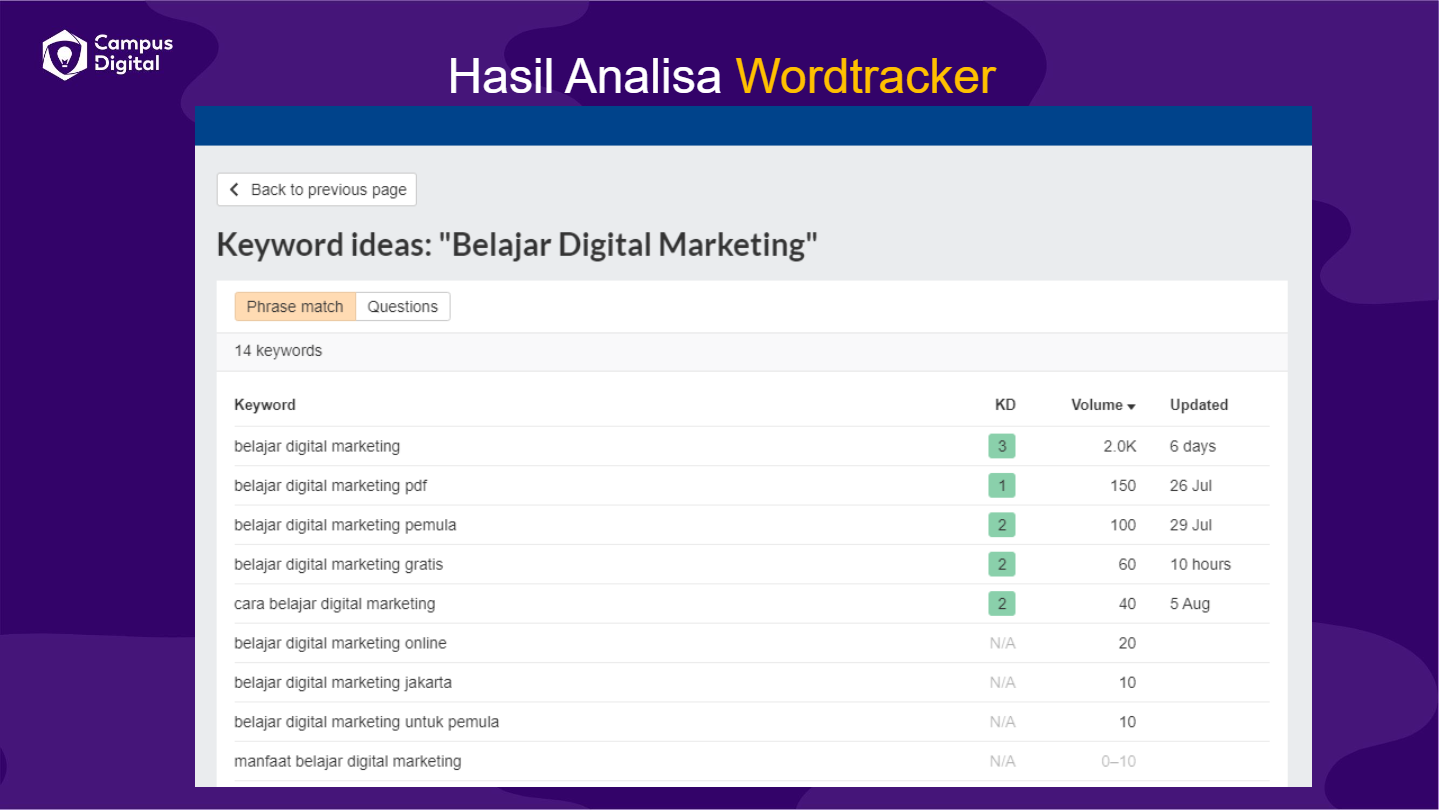 Campus
Digital
Hasil Analisa Wordtracker
Back to previous page
Keyword ideas: "Belajar Digital Marketing"
Phrase match Questions
14 keywords
Keyword KD Volume Updated
belajar digital marketing 3 2.0K 6 days
belajar digital marketing pdf 1 150 26 Jul
belajar digital marketing pemula 2 100 29 Jul
belajar digital marketing gratis 2 60 10 hours
cara belajar digital marketing 2 40 5 Aug
belajar digital marketing online N/A 20
belajar digital marketing jakarta N/A 10
belajar digital marketing untuk pemula N/A 10
manfaat belajar digital marketing N/A 0–10